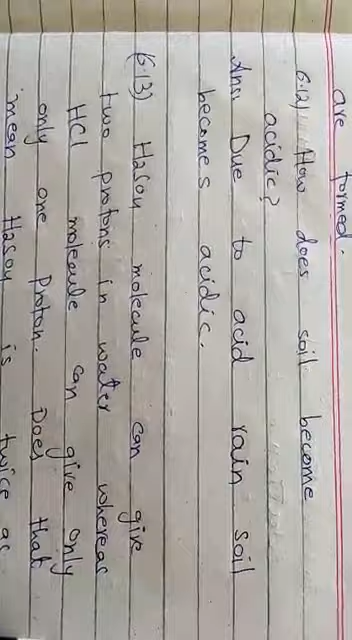 are formed.
6.12) How does soil become
acidic?
Ans: Due to acid rain soil
becomes acidic.
(6.13) H2SO4 molecule can give
two protons in water whereas
HCl molecule can give only
only one proton. Does that
mean H2SO4 is twice as